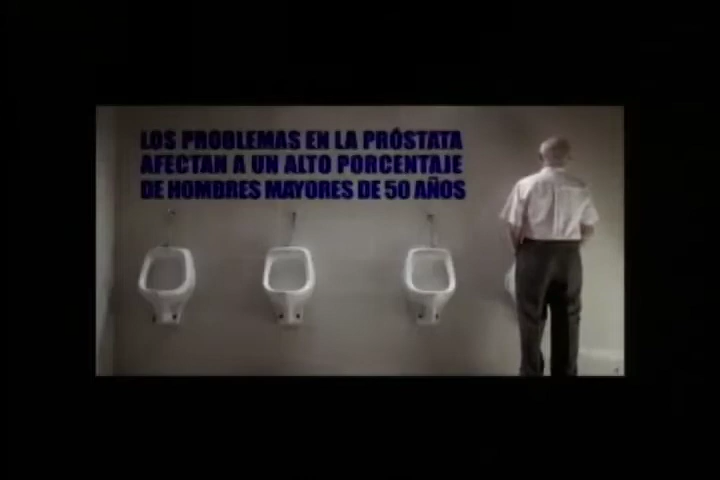 LOS PROBLEMAS EN LA PRÓSTATA
AFECTAN A UN ALTO PORCENTAJE
DE HOMBRES MAYORES DE 50 AÑOS